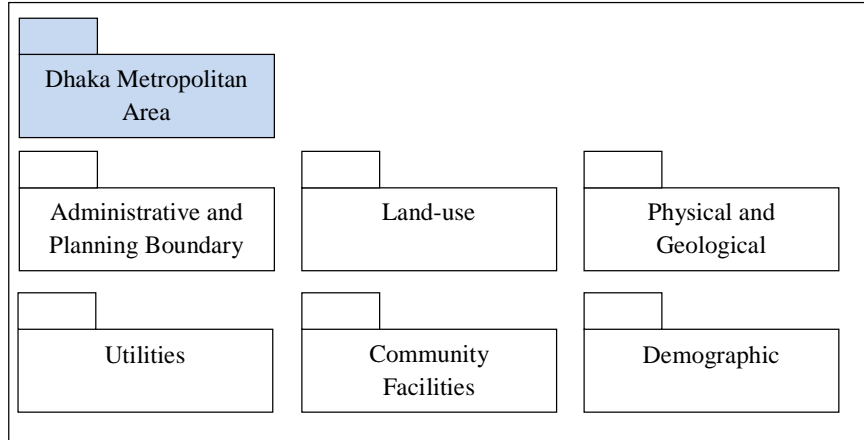 Dhaka Metropolitan
Area
Administrative and
Planning Boundary
Land-use
Physical and
Geological
Utilities
Community
Facilities
Demographic